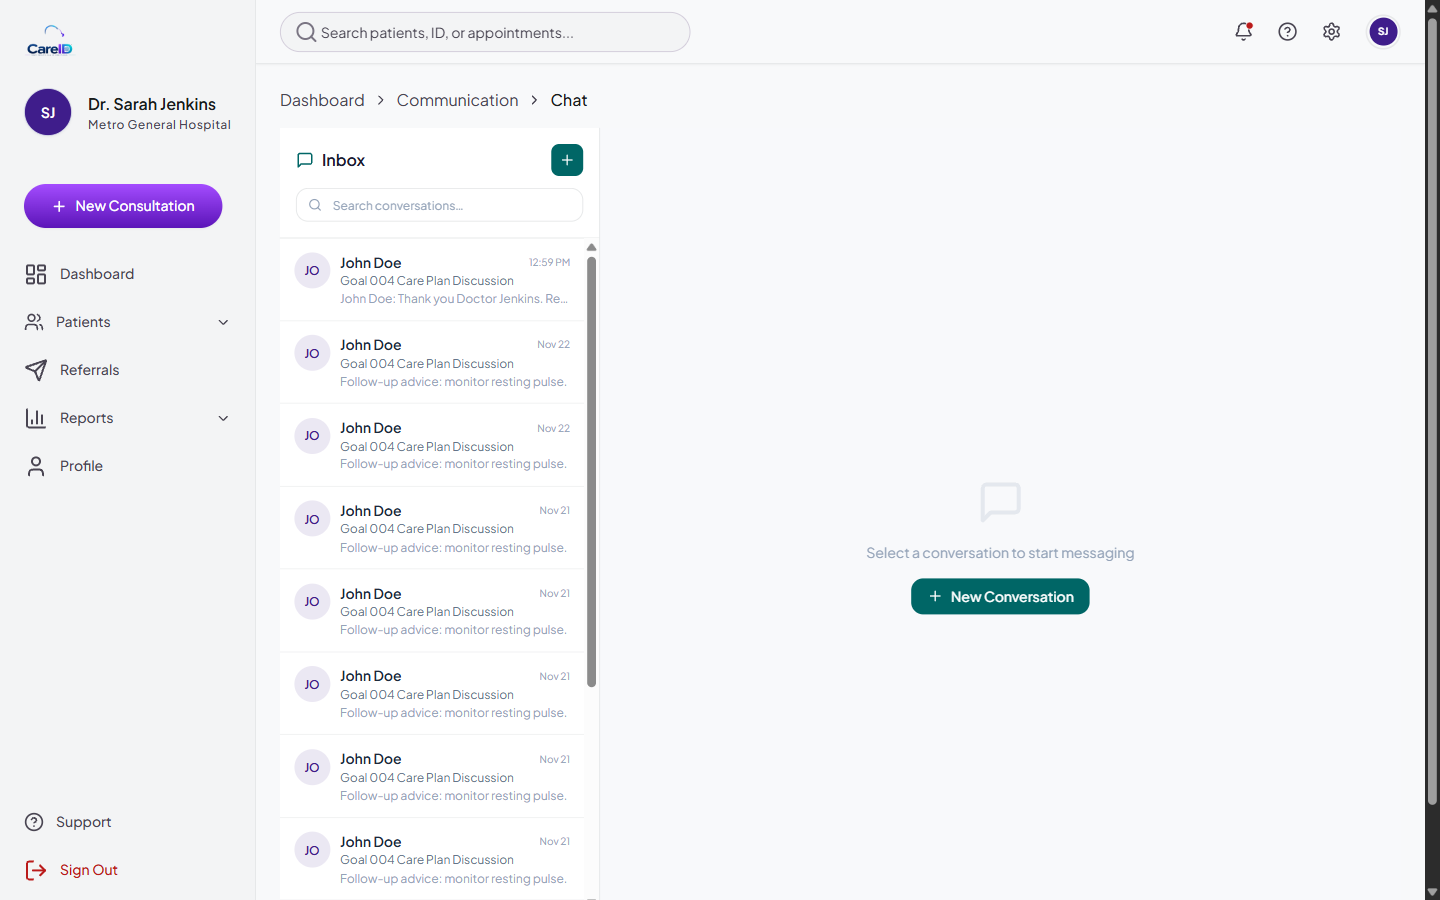 CareID
SJ
Dr. Sarah Jenkins
Metro General Hospital
New Consultation
Dashboard
Patients
Referrals
Reports
Profile
Support
Sign Out
Search patients, ID, or appointments...
SJ
Dashboard > Communication > Chat
Inbox
Search conversations...
JO
John Doe 12:59 PM
Goal 004 Care Plan Discussion
John Doe: Thank you Doctor Jenkins. Re...
JO
John Doe Nov 22
Goal 004 Care Plan Discussion
Follow-up advice: monitor resting pulse.
JO
John Doe Nov 22
Goal 004 Care Plan Discussion
Follow-up advice: monitor resting pulse.
JO
John Doe Nov 21
Goal 004 Care Plan Discussion
Follow-up advice: monitor resting pulse.
JO
John Doe Nov 21
Goal 004 Care Plan Discussion
Follow-up advice: monitor resting pulse.
JO
John Doe Nov 21
Goal 004 Care Plan Discussion
Follow-up advice: monitor resting pulse.
JO
John Doe Nov 21
Goal 004 Care Plan Discussion
Follow-up advice: monitor resting pulse.
JO
John Doe Nov 21
Goal 004 Care Plan Discussion
Follow-up advice: monitor resting pulse.
Select a conversation to start messaging
New Conversation